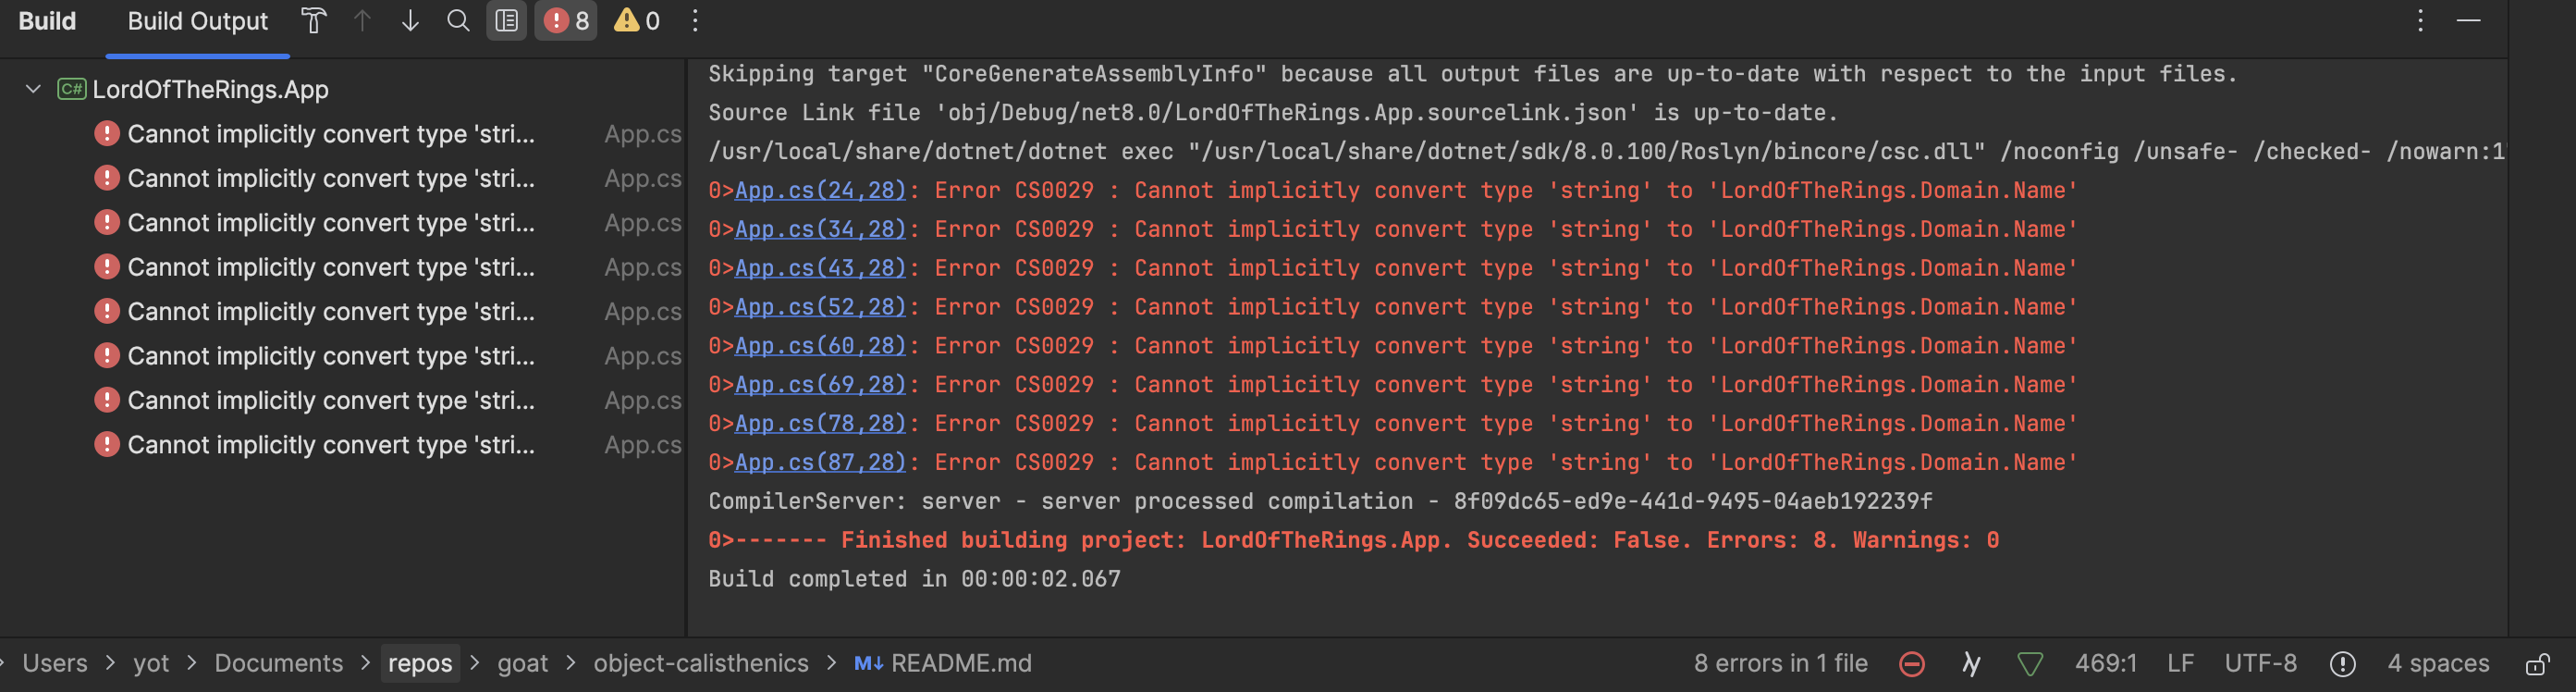 Build Build Output 8 0
LordOfTheRings.App
Cannot implicitly convert type 'stri... App.cs
Cannot implicitly convert type 'stri... App.cs
Cannot implicitly convert type 'stri... App.cs
Cannot implicitly convert type 'stri... App.cs
Cannot implicitly convert type 'stri... App.cs
Cannot implicitly convert type 'stri... App.cs
Cannot implicitly convert type 'stri... App.cs
Cannot implicitly convert type 'stri... App.cs
Skipping target "CoreGenerateAssemblyInfo" because all output files are up-to-date with respect to the input files.
Source Link file 'obj/Debug/net8.0/LordOfTheRings.App.sourcelink.json' is up-to-date.
/usr/local/share/dotnet/dotnet exec "/usr/local/share/dotnet/sdk/8.0.100/Roslyn/bincore/csc.dll" /noconfig /unsafe- /checked- /nowarn:1
0>App.cs(24,28): Error CS0029 : Cannot implicitly convert type 'string' to 'LordOfTheRings.Domain.Name'
0>App.cs(34,28): Error CS0029 : Cannot implicitly convert type 'string' to 'LordOfTheRings.Domain.Name'
0>App.cs(43,28): Error CS0029 : Cannot implicitly convert type 'string' to 'LordOfTheRings.Domain.Name'
0>App.cs(52,28): Error CS0029 : Cannot implicitly convert type 'string' to 'LordOfTheRings.Domain.Name'
0>App.cs(60,28): Error CS0029 : Cannot implicitly convert type 'string' to 'LordOfTheRings.Domain.Name'
0>App.cs(69,28): Error CS0029 : Cannot implicitly convert type 'string' to 'LordOfTheRings.Domain.Name'
0>App.cs(78,28): Error CS0029 : Cannot implicitly convert type 'string' to 'LordOfTheRings.Domain.Name'
0>App.cs(87,28): Error CS0029 : Cannot implicitly convert type 'string' to 'LordOfTheRings.Domain.Name'
CompilerServer: server - server processed compilation - 8f09dc65-ed9e-441d-9495-04aeb192239f
0>------- Finished building project: LordOfTheRings.App. Succeeded: False. Errors: 8. Warnings: 0
Build completed in 00:00:02.067
Users > yot > Documents > repos > goat > object-calisthenics > M↓ README.md 8 errors in 1 file 469:1 LF UTF-8 4 spaces